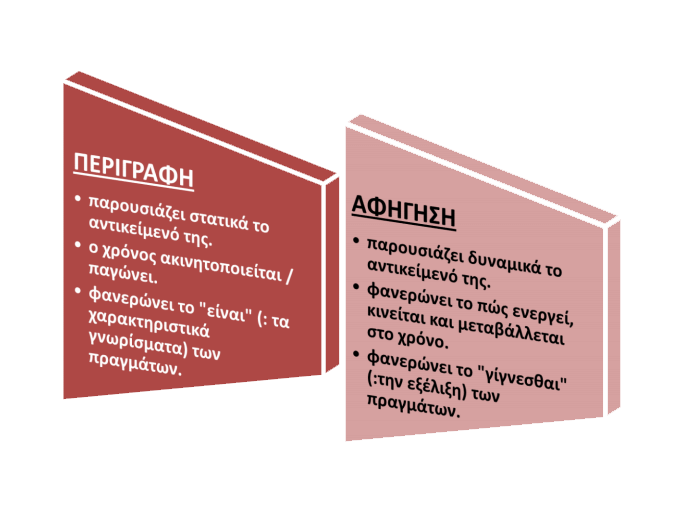 ΠΕΡΙΓΡΑΦΗ
• παρουσιάζει στατικά το
αντικείμενό της.
• ο χρόνος ακινητοποιείται /
παγώνει.
• φανερώνει το "είναι" (: τα
χαρακτηριστικά
γνωρίσματα) των
πραγμάτων.
ΑΦΗΓΗΣΗ
• παρουσιάζει δυναμικά το
αντικείμενό της.
• φανερώνει το πώς ενεργεί,
κινείται και μεταβάλλεται
στο χρόνο.
• φανερώνει το "γίγνεσθαι"
(:την εξέλιξη) των
πραγμάτων.